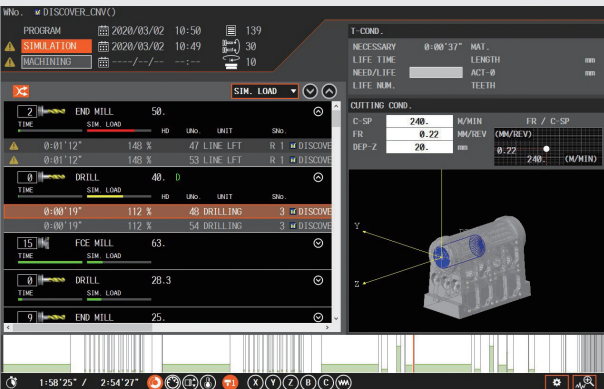 WNo. DISCOVER_CNV()
PROGRAM 2020/03/02 10:50 139
SIMULATION 2020/03/02 10:49 30
MACHINING ----/--/-- --:-- 10
SIM. LOAD
2 END MILL 50.
TIME SIM. LOAD HD UNo. UNIT SNo.
0:01'12" 148 % 47 LINE LFT R 1 DISCOVE
0:01'12" 148 % 53 LINE LFT R 1 DISCOVE
0 DRILL 40. D
TIME SIM. LOAD HD UNo. UNIT SNo.
0:00'19" 112 % 48 DRILLING 3 DISCOVE
0:00'19" 112 % 54 DRILLING 3 DISCOVE
15 FCE MILL 63.
TIME SIM. LOAD
0 DRILL 28.3
TIME SIM. LOAD
9 END MILL 25.
T-COND.
NECESSARY 0:00'37" MAT.
LIFE TIME LENGTH mm
NEED/LIFE ACT-θ mm
LIFE NUM. TEETH
CUTTING COND.
C-SP 240. M/MIN FR / C-SP
FR 0.22 MM/REV (MM/REV)
DEP-Z 20. mm 0.22
240. (M/MIN)
Y
Z
1:58'25" / 2:54'27" X Y Z B C